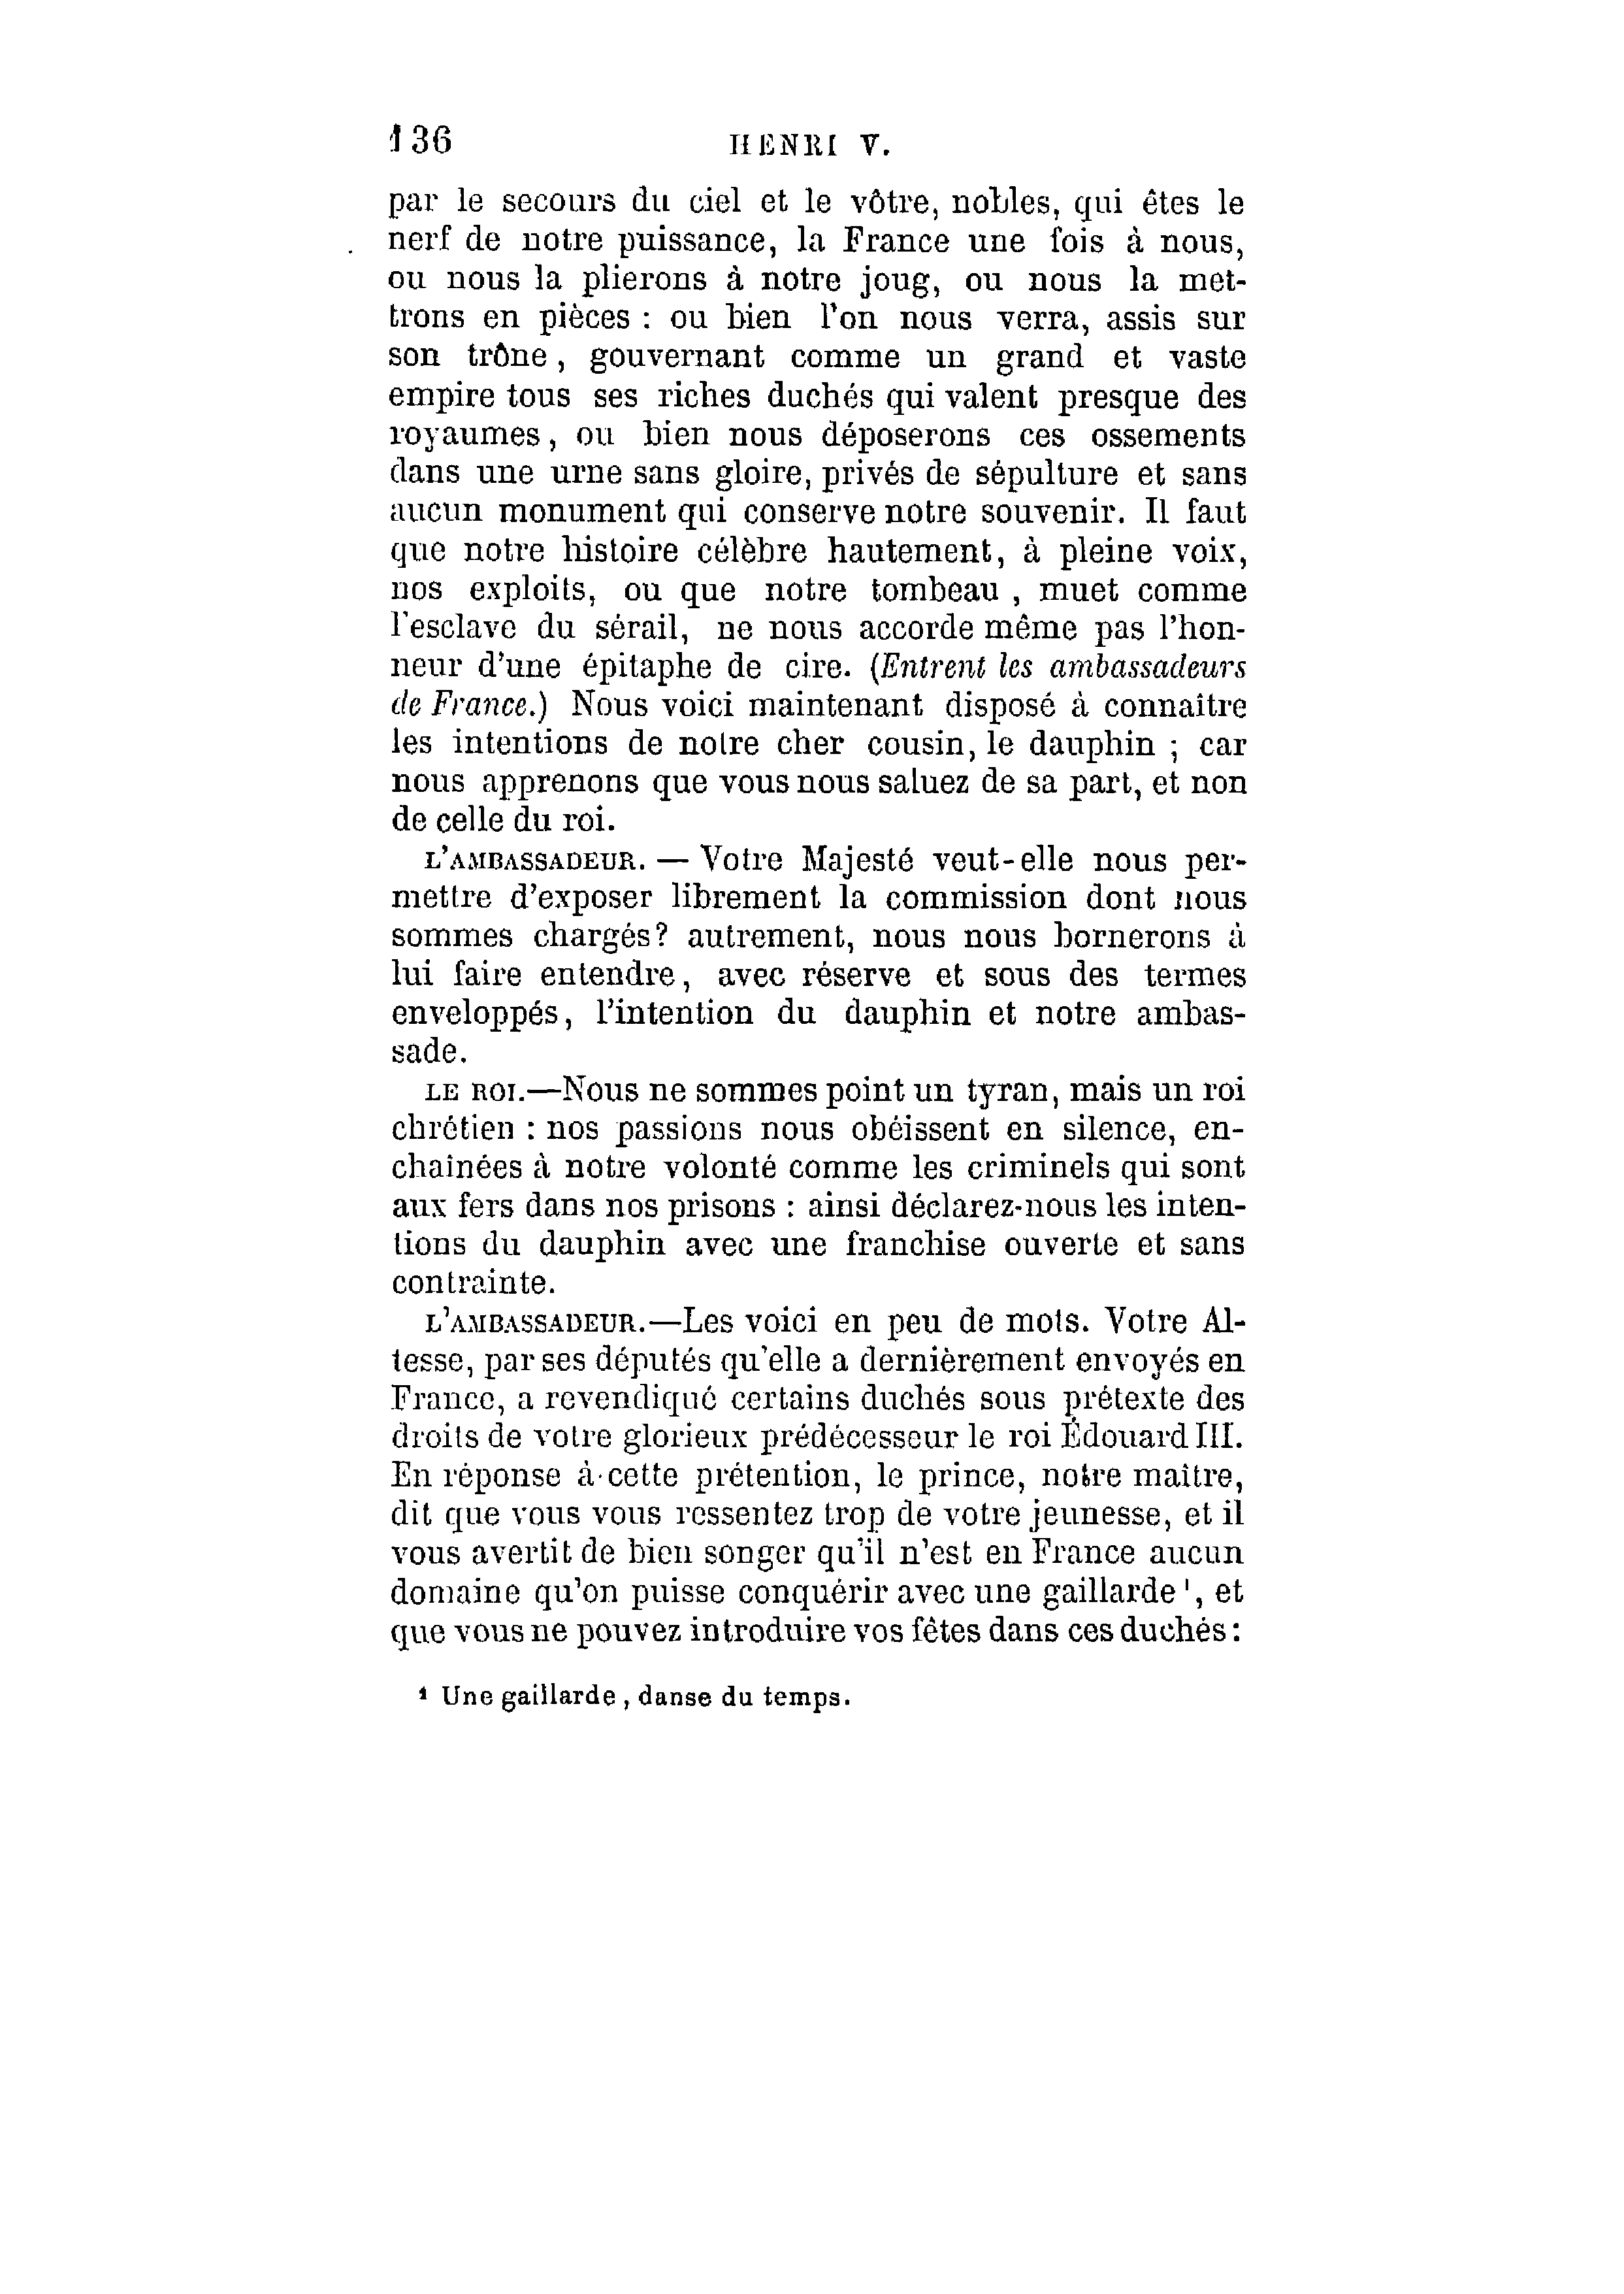 136 HENRI V.
par le secours du ciel et le vôtre, nobles, qui êtes le
nerf de notre puissance, la France une fois à nous,
ou nous la plierons à notre joug, ou nous la met-
trons en pièces : ou bien l'on nous verra, assis sur
son trône, gouvernant comme un grand et vaste
empire tous ses riches duchés qui valent presque des
royaumes, ou bien nous déposerons ces ossements
dans une urne sans gloire, privés de sépulture et sans
aucun monument qui conserve notre souvenir. Il faut
que notre histoire célèbre hautement, à pleine voix,
nos exploits, ou que notre tombeau, muet comme
l'esclave du sérail, ne nous accorde même pas l'hon-
neur d'une épitaphe de cire. (Entrent les ambassadeurs
de France.) Nous voici maintenant disposé à connaître
les intentions de notre cher cousin, le dauphin ; car
nous apprenons que vous nous saluez de sa part, et non
de celle du roi.
L'AMBASSADEUR. — Votre Majesté veut-elle nous per-
mettre d'exposer librement la commission dont nous
sommes chargés? autrement, nous nous bornerons à
lui faire entendre, avec réserve et sous des termes
enveloppés, l'intention du dauphin et notre ambas-
sade.
LE ROI.—Nous ne sommes point un tyran, mais un roi
chrétien : nos passions nous obéissent en silence, en-
chaînées à notre volonté comme les criminels qui sont
aux fers dans nos prisons : ainsi déclarez-nous les inten-
tions du dauphin avec une franchise ouverte et sans
contrainte.
L'AMBASSADEUR.—Les voici en peu de mots. Votre Al-
tesse, par ses députés qu'elle a dernièrement envoyés en
France, a revendiqué certains duchés sous prétexte des
droits de votre glorieux prédécesseur le roi Édouard III.
En réponse à cette prétention, le prince, notre maître,
dit que vous vous ressentez trop de votre jeunesse, et il
vous avertit de bien songer qu'il n'est en France aucun
domaine qu'on puisse conquérir avec une gaillarde ¹, et
que vous ne pouvez introduire vos fêtes dans ces duchés :
¹ Une gaillarde, danse du temps.